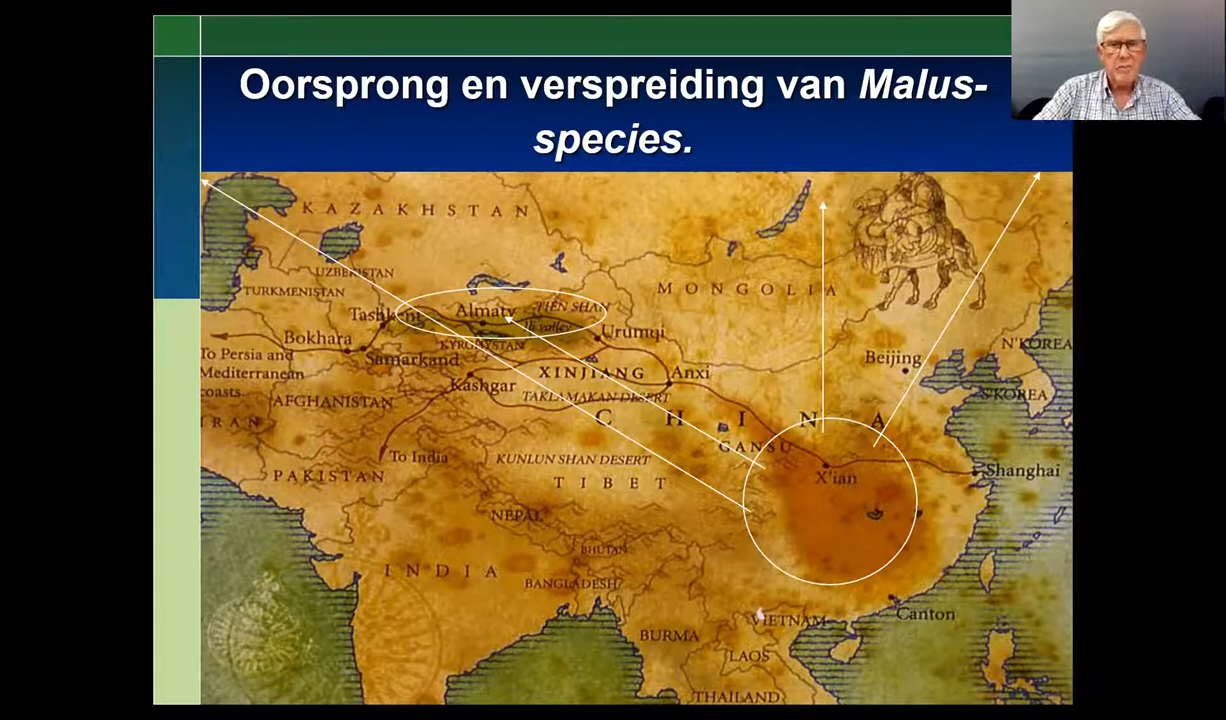 Oorsprong en verspreiding van Malus-
species.
KAZAKHSTAN
UZBEKISTAN
TURKMENISTAN
MONGOLIA
Tashkent
Almaty
TIEN SHAN
Ili valley
Bokhara
Urumqi
Samarkand
KYRGYSTAN
Beijing
N'KOREA
To Persia and
Mediterranean
coasts
Kashgar
XINJIANG
Anxi
TAKLAMAKAN DESERT
S'KOREA
AFGHANISTAN
IRAN
CHINA
GANSU
To India
KUNLUN SHAN DESERT
X'ian
Shanghai
PAKISTAN
TIBET
NEPAL
BHUTAN
INDIA
BANGLADESH
Canton
VIETNAM
BURMA
LAOS
THAILAND